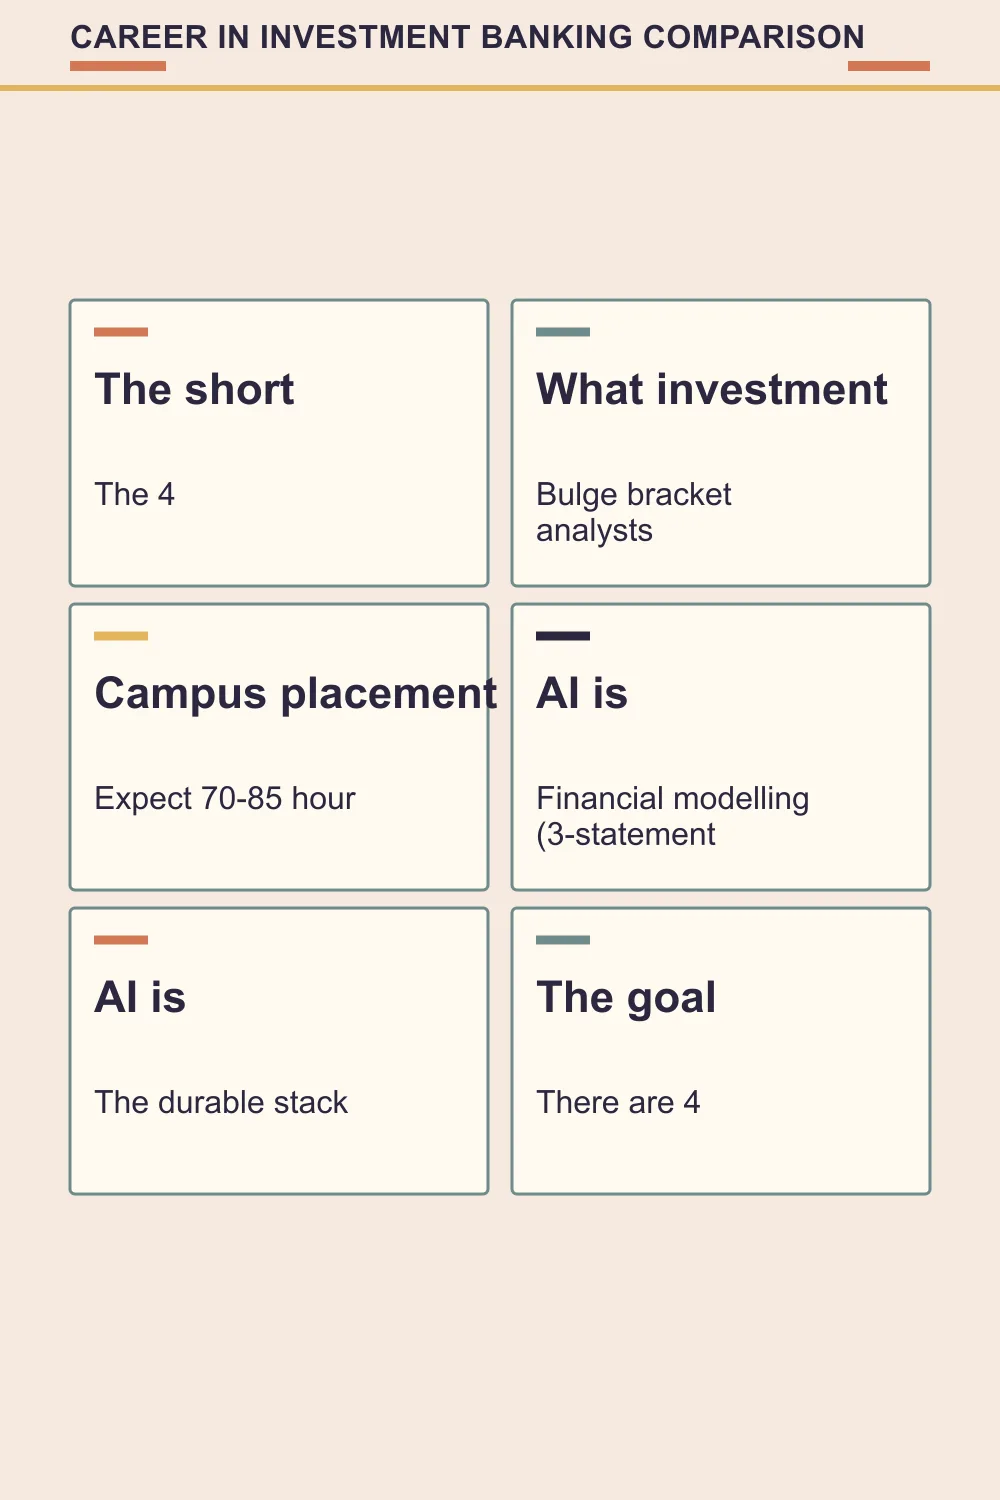 CAREER IN INVESTMENT BANKING COMPARISON
The short
The 4
What investment
Bulge bracket
analysts
Campus placement
Expect 70-85 hour
AI is
Financial modelling
(3-statement
AI is
The durable stack
The goal
There are 4